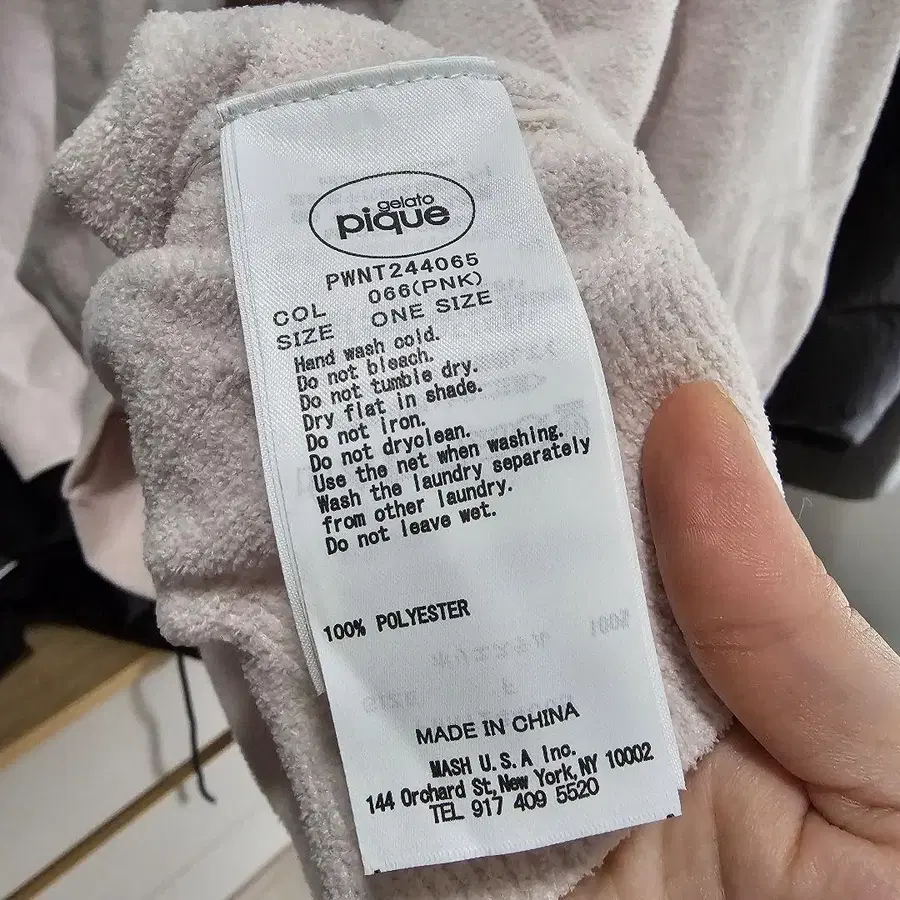 gelato
pique
PWNT244065
COL 066(PNK)
SIZE ONE SIZE
Hand wash cold.
Do not bleach.
Do not tumble dry.
Dry flat in shade.
Do not iron.
Do not dryclean.
Use the net when washing.
Wash the laundry separately
from other laundry.
Do not leave wet.
100% POLYESTER
MADE IN CHINA
MASH U.S.A Inc.
144 Orchard St, New York, NY 10002
TEL 917 409 5520